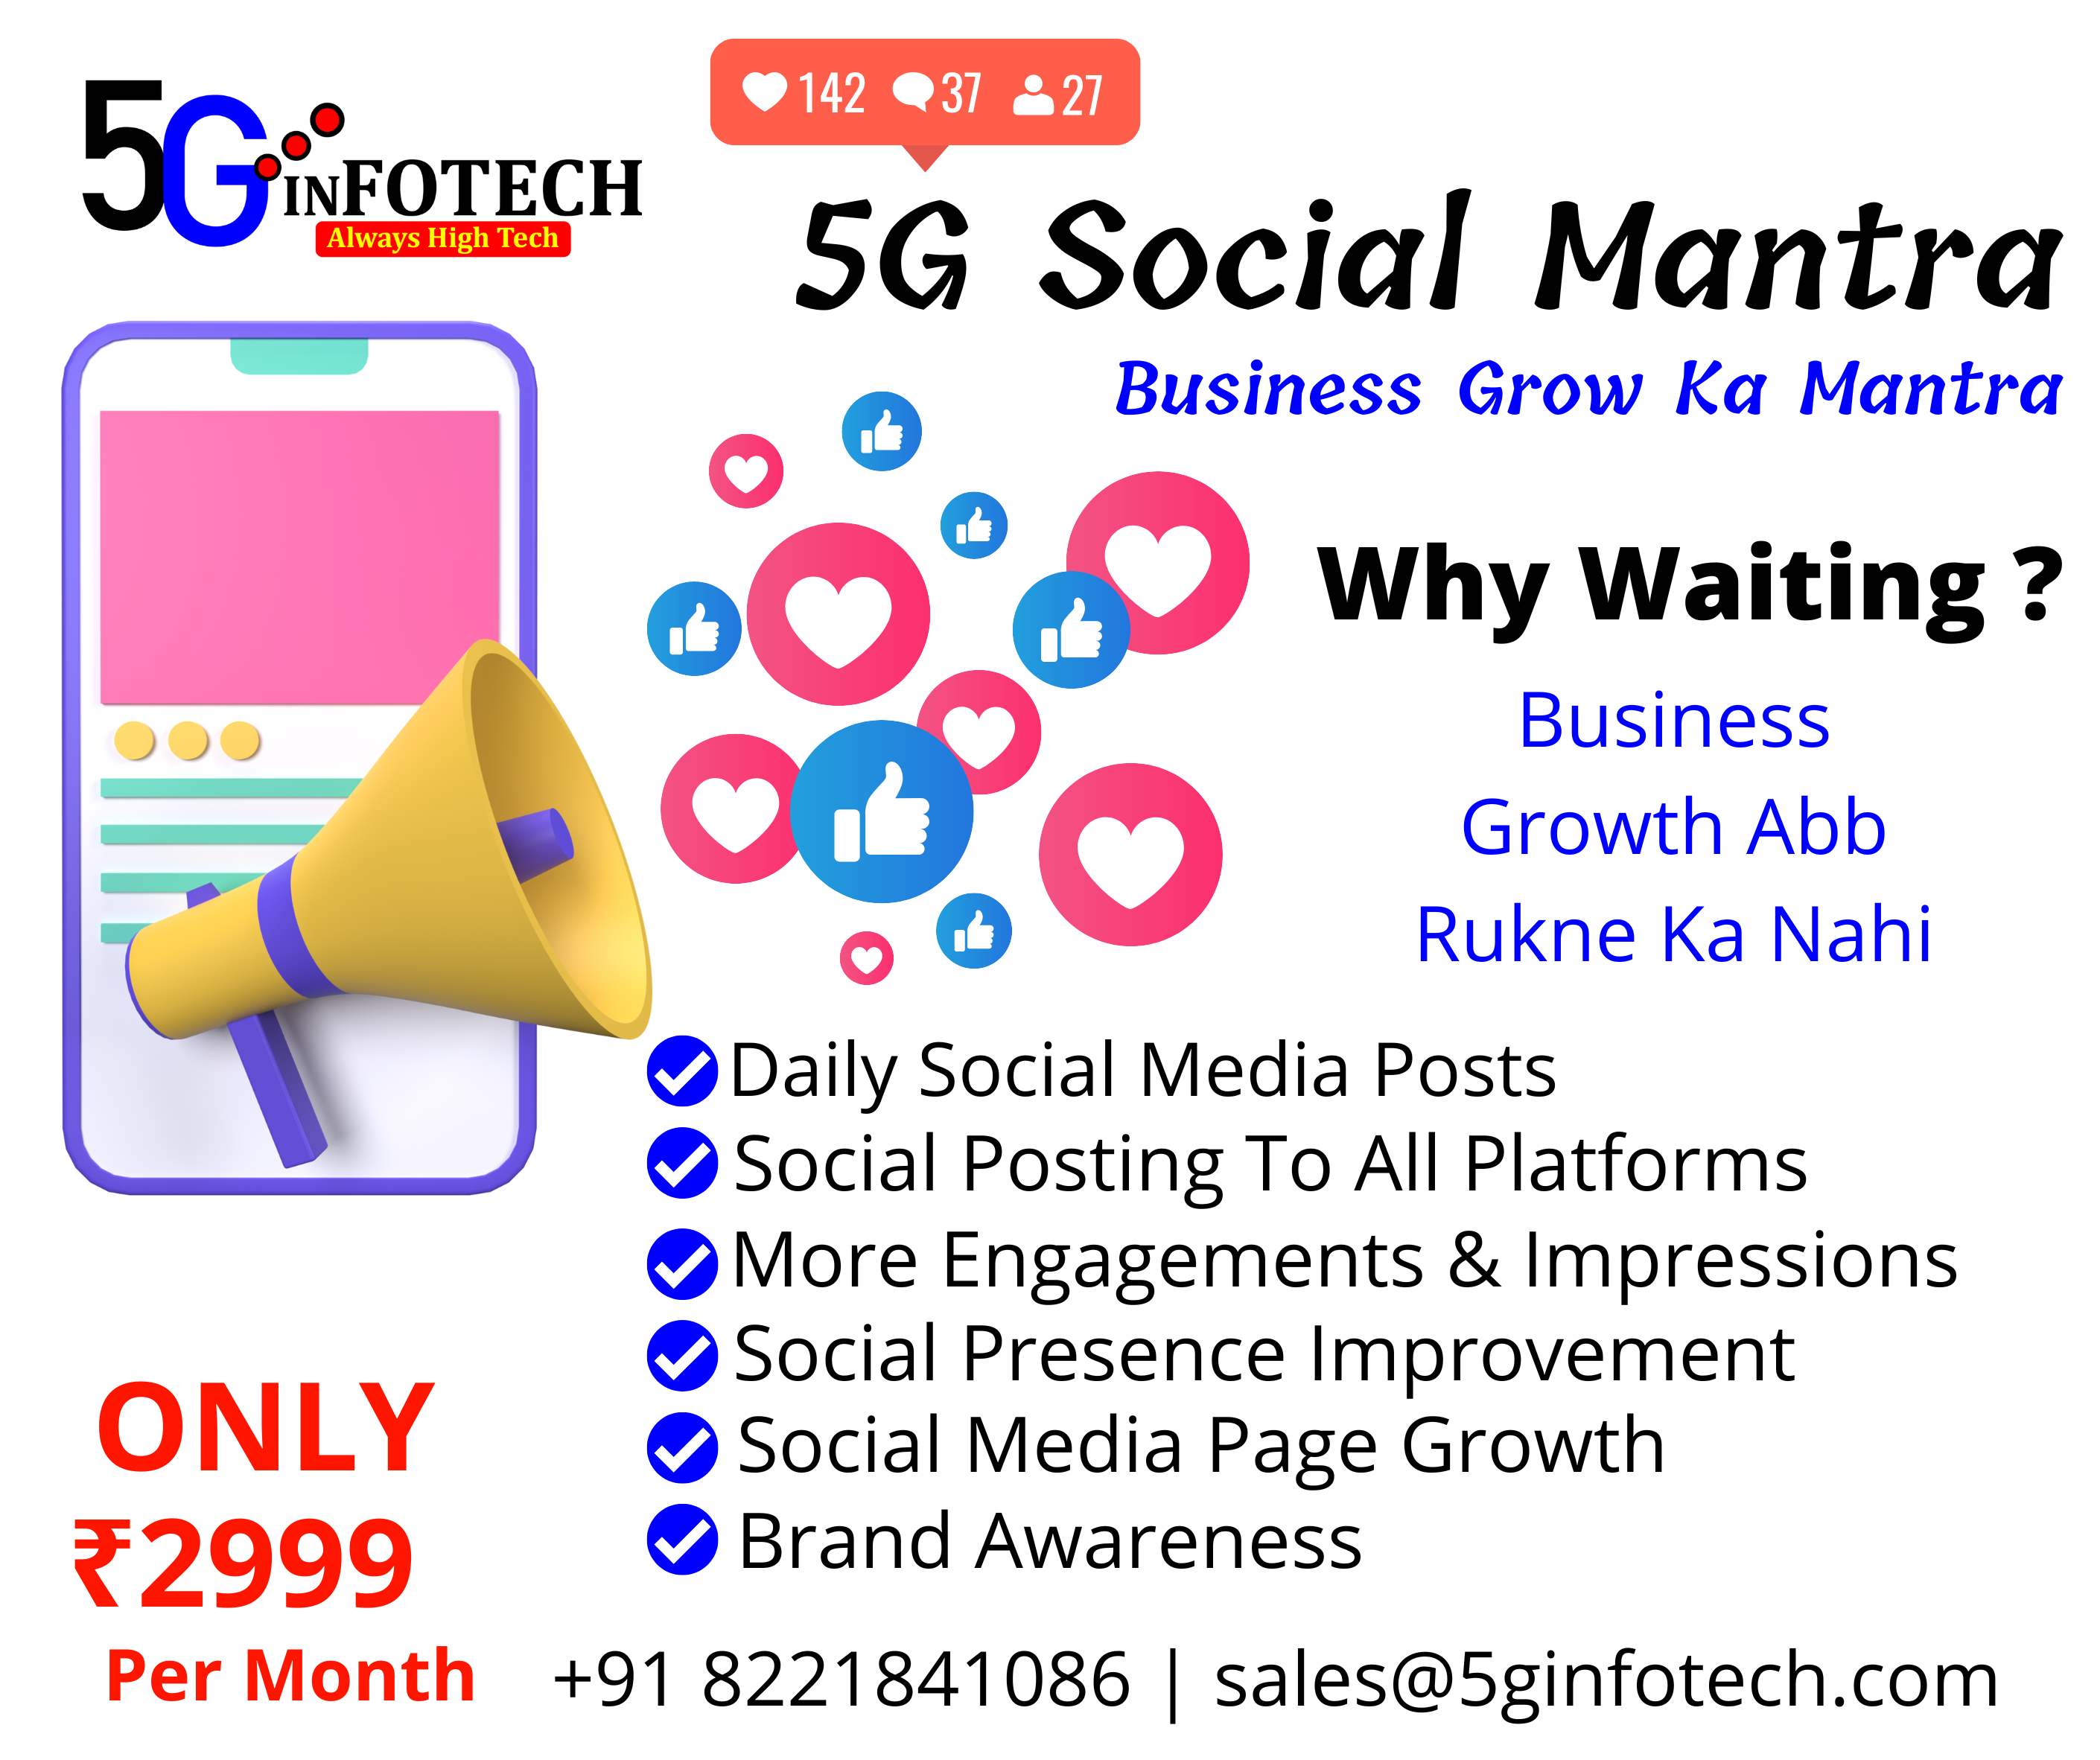 5G inFOTECH
Always High Tech
142 37 27
5G Social Mantra
Business Grow Ka Mantra
Why Waiting ?
Business
Growth Abb
Rukne Ka Nahi
Daily Social Media Posts
Social Posting To All Platforms
More Engagements & Impressions
Social Presence Improvement
Social Media Page Growth
Brand Awareness
ONLY
₹2999
Per Month
+91 8221841086 | sales@5ginfotech.com